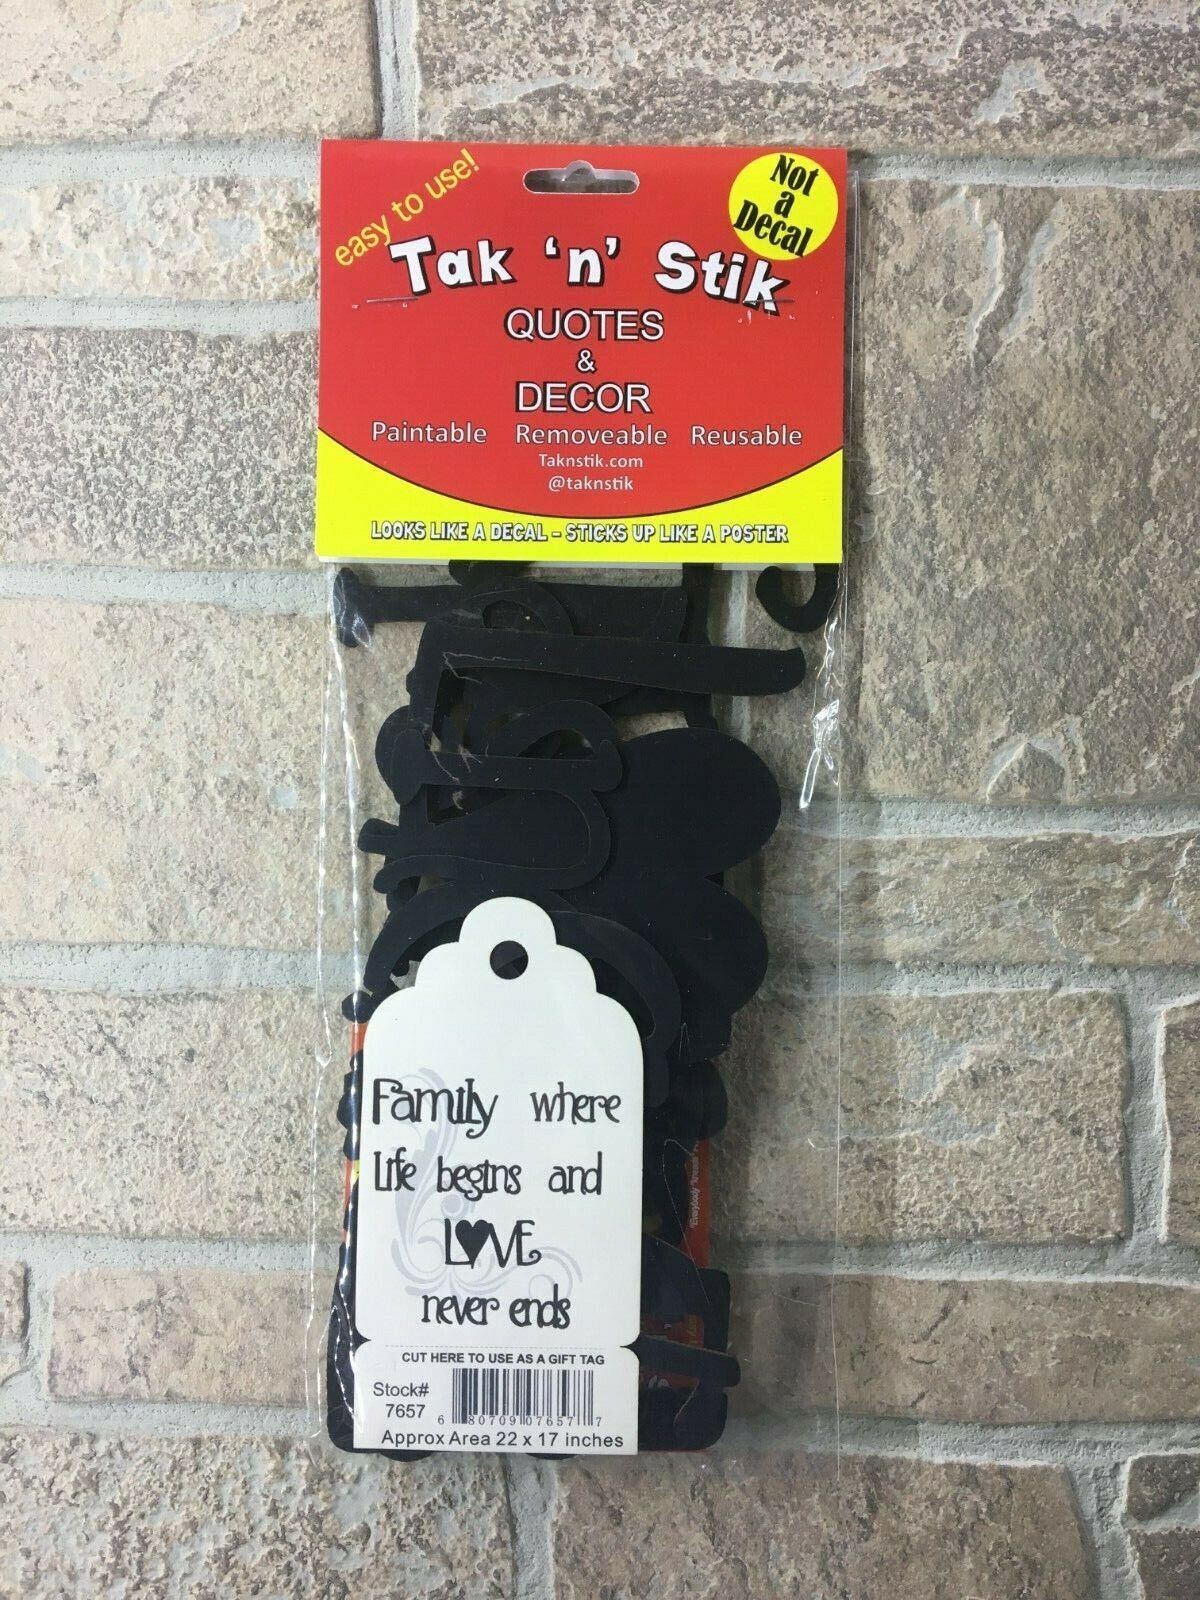 easy to use!
Not
a
Decal
Tak 'n' Stik
QUOTES
&
DECOR
Paintable Removeable Reusable
Taknstik.com
@taknstik
LOOKS LIKE A DECAL - STICKS UP LIKE A POSTER
Family where
life begins and
L♥VE
never ends
CUT HERE TO USE AS A GIFT TAG
Stock#
7657
6 80709 07657 7
Approx Area 22 x 17 inches
"Everybody